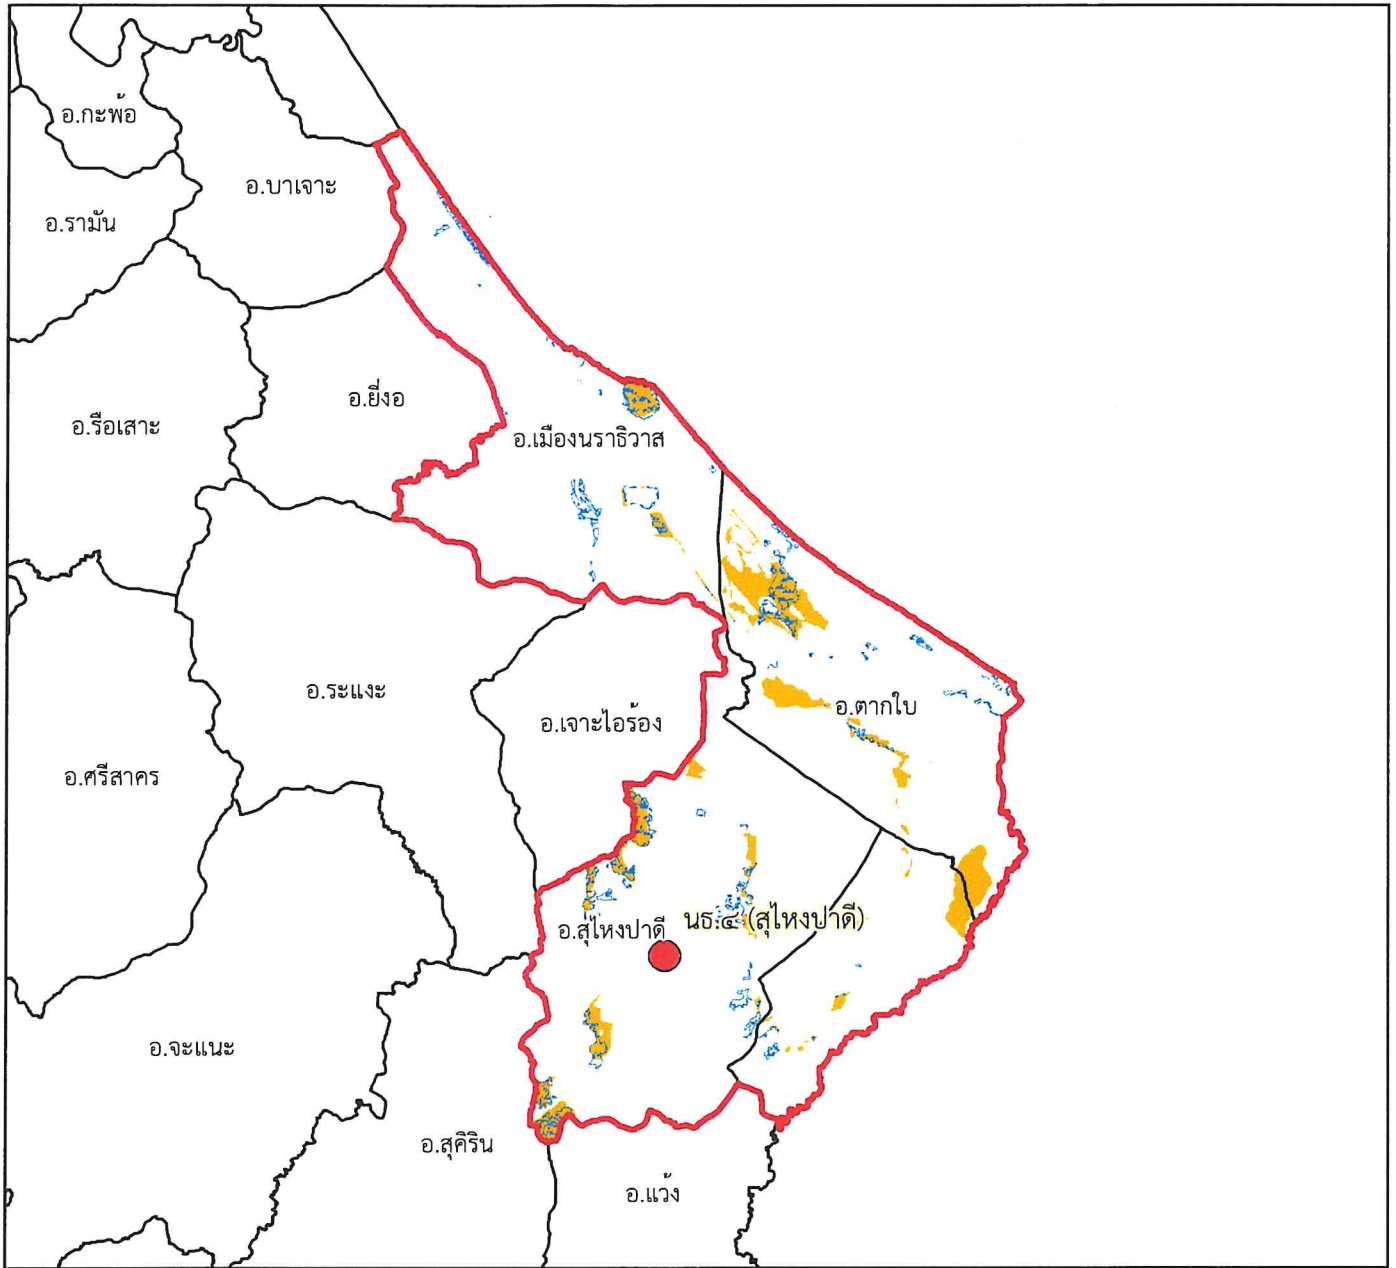 อ.กะพ้อ
อ.บาเจาะ
อ.รามัน
อ.ยี่งอ
อ.รือเสาะ
อ.เมืองนราธิวาส
อ.ระแงะ
อ.ตากใบ
อ.เจาะไอร้อง
อ.ศรีสาคร
นธ.๔ (สุไหงปาดี)
อ.สุไหงปาดี
อ.จะแนะ
อ.สุคิริน
อ.แว้ง